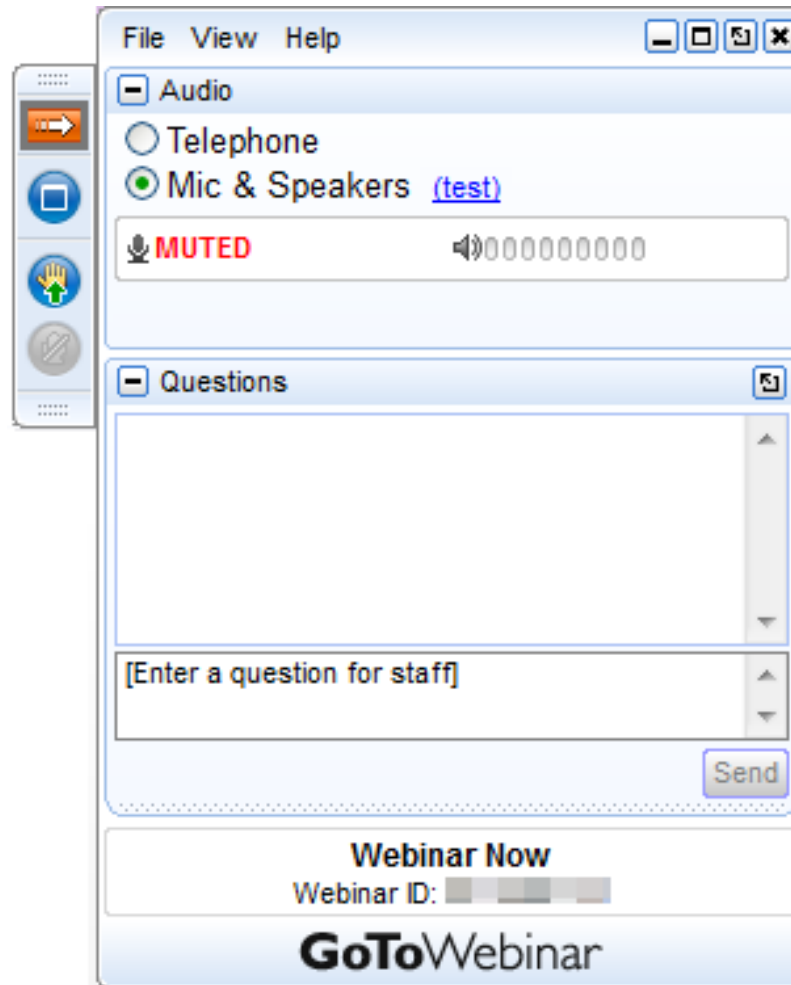 File View Help
Audio
Telephone
Mic & Speakers (test)
MUTED
Questions
[Enter a question for staff]
Send
Webinar Now
Webinar ID:
GoToWebinar